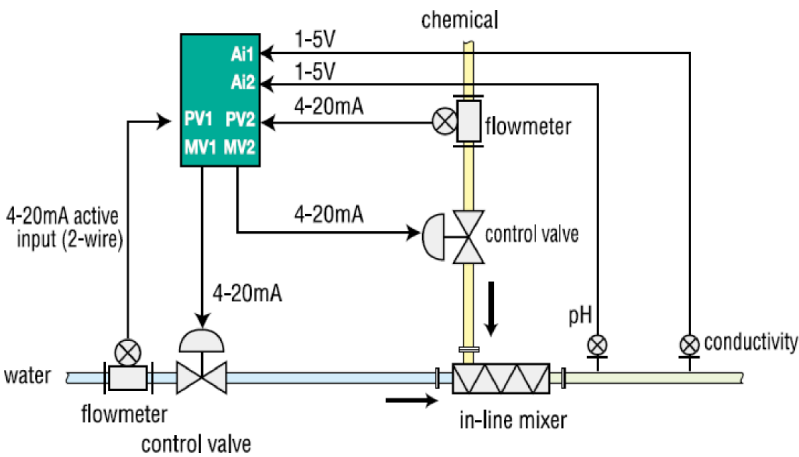 chemical
1-5V
Ai1
1-5V
Ai2
4-20mA
PV1 PV2
MV1 MV2
flowmeter
4-20mA active
input (2-wire)
4-20mA
control valve
4-20mA
pH
conductivity
water
flowmeter
in-line mixer
control valve